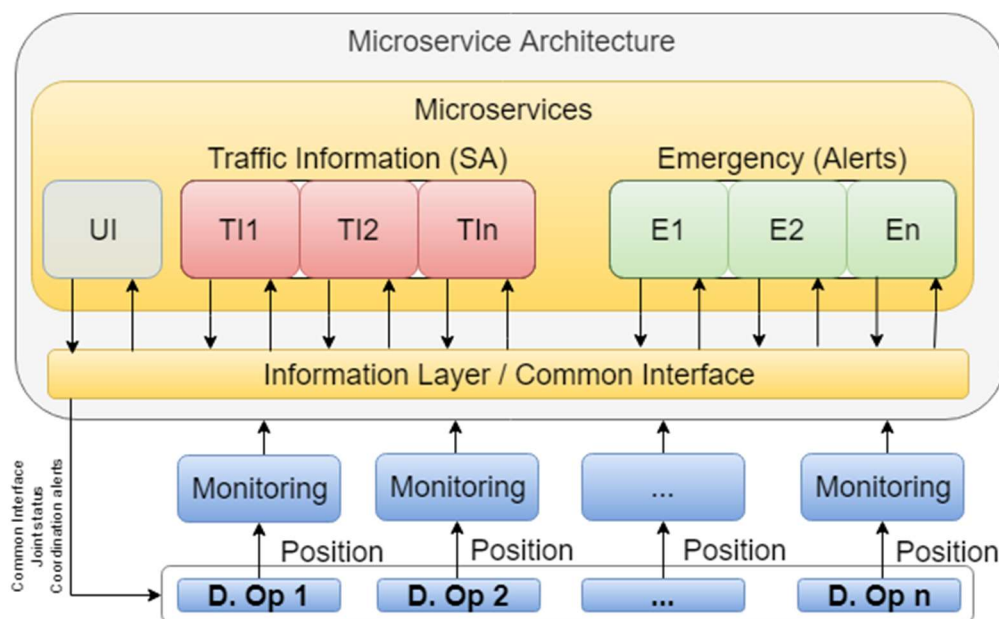 Microservice Architecture
Microservices
Traffic Information (SA)
Emergency (Alerts)
UI
TI1
TI2
TIn
E1
E2
En
Information Layer / Common Interface
Common Interface
Joint status
Coordination alerts
Monitoring
Monitoring
...
Monitoring
Position
Position
Position
Position
D. Op 1
D. Op 2
...
D. Op n